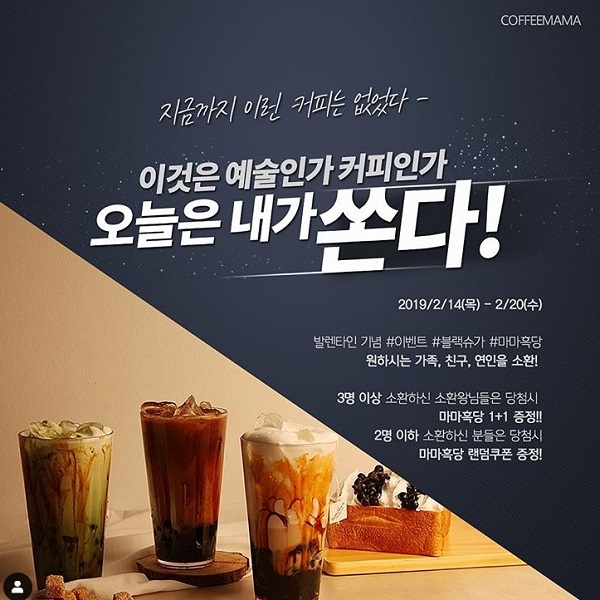 COFFEEMAMA
지금까지 이런 커피는 없었다 -
이것은 예술인가 커피인가
오늘은 내가 쏜다!
2019/2/14(목) - 2/20(수)
발렌타인 기념 #이벤트 #블랙슈가 #마마흑당
원하시는 가족, 친구, 연인을 소환!
3명 이상 소환하신 소환왕님들은 당첨시
마마흑당 1+1 증정!!
2명 이하 소환하신 분들은 당첨시
마마흑당 랜덤쿠폰 증정!